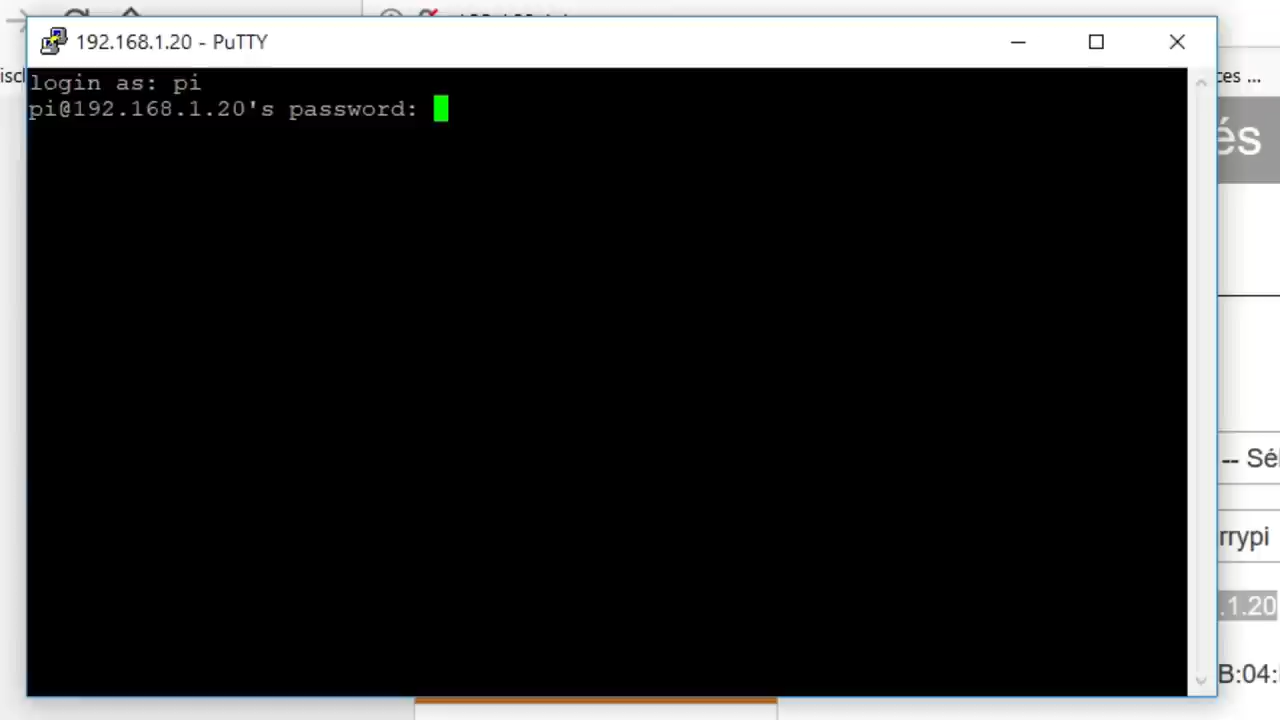 192.168.1.20 - PuTTY
ces ...
login as: pi
pi@192.168.1.20's password:
és
-- Sé
rrypi
.1.20
B:04: